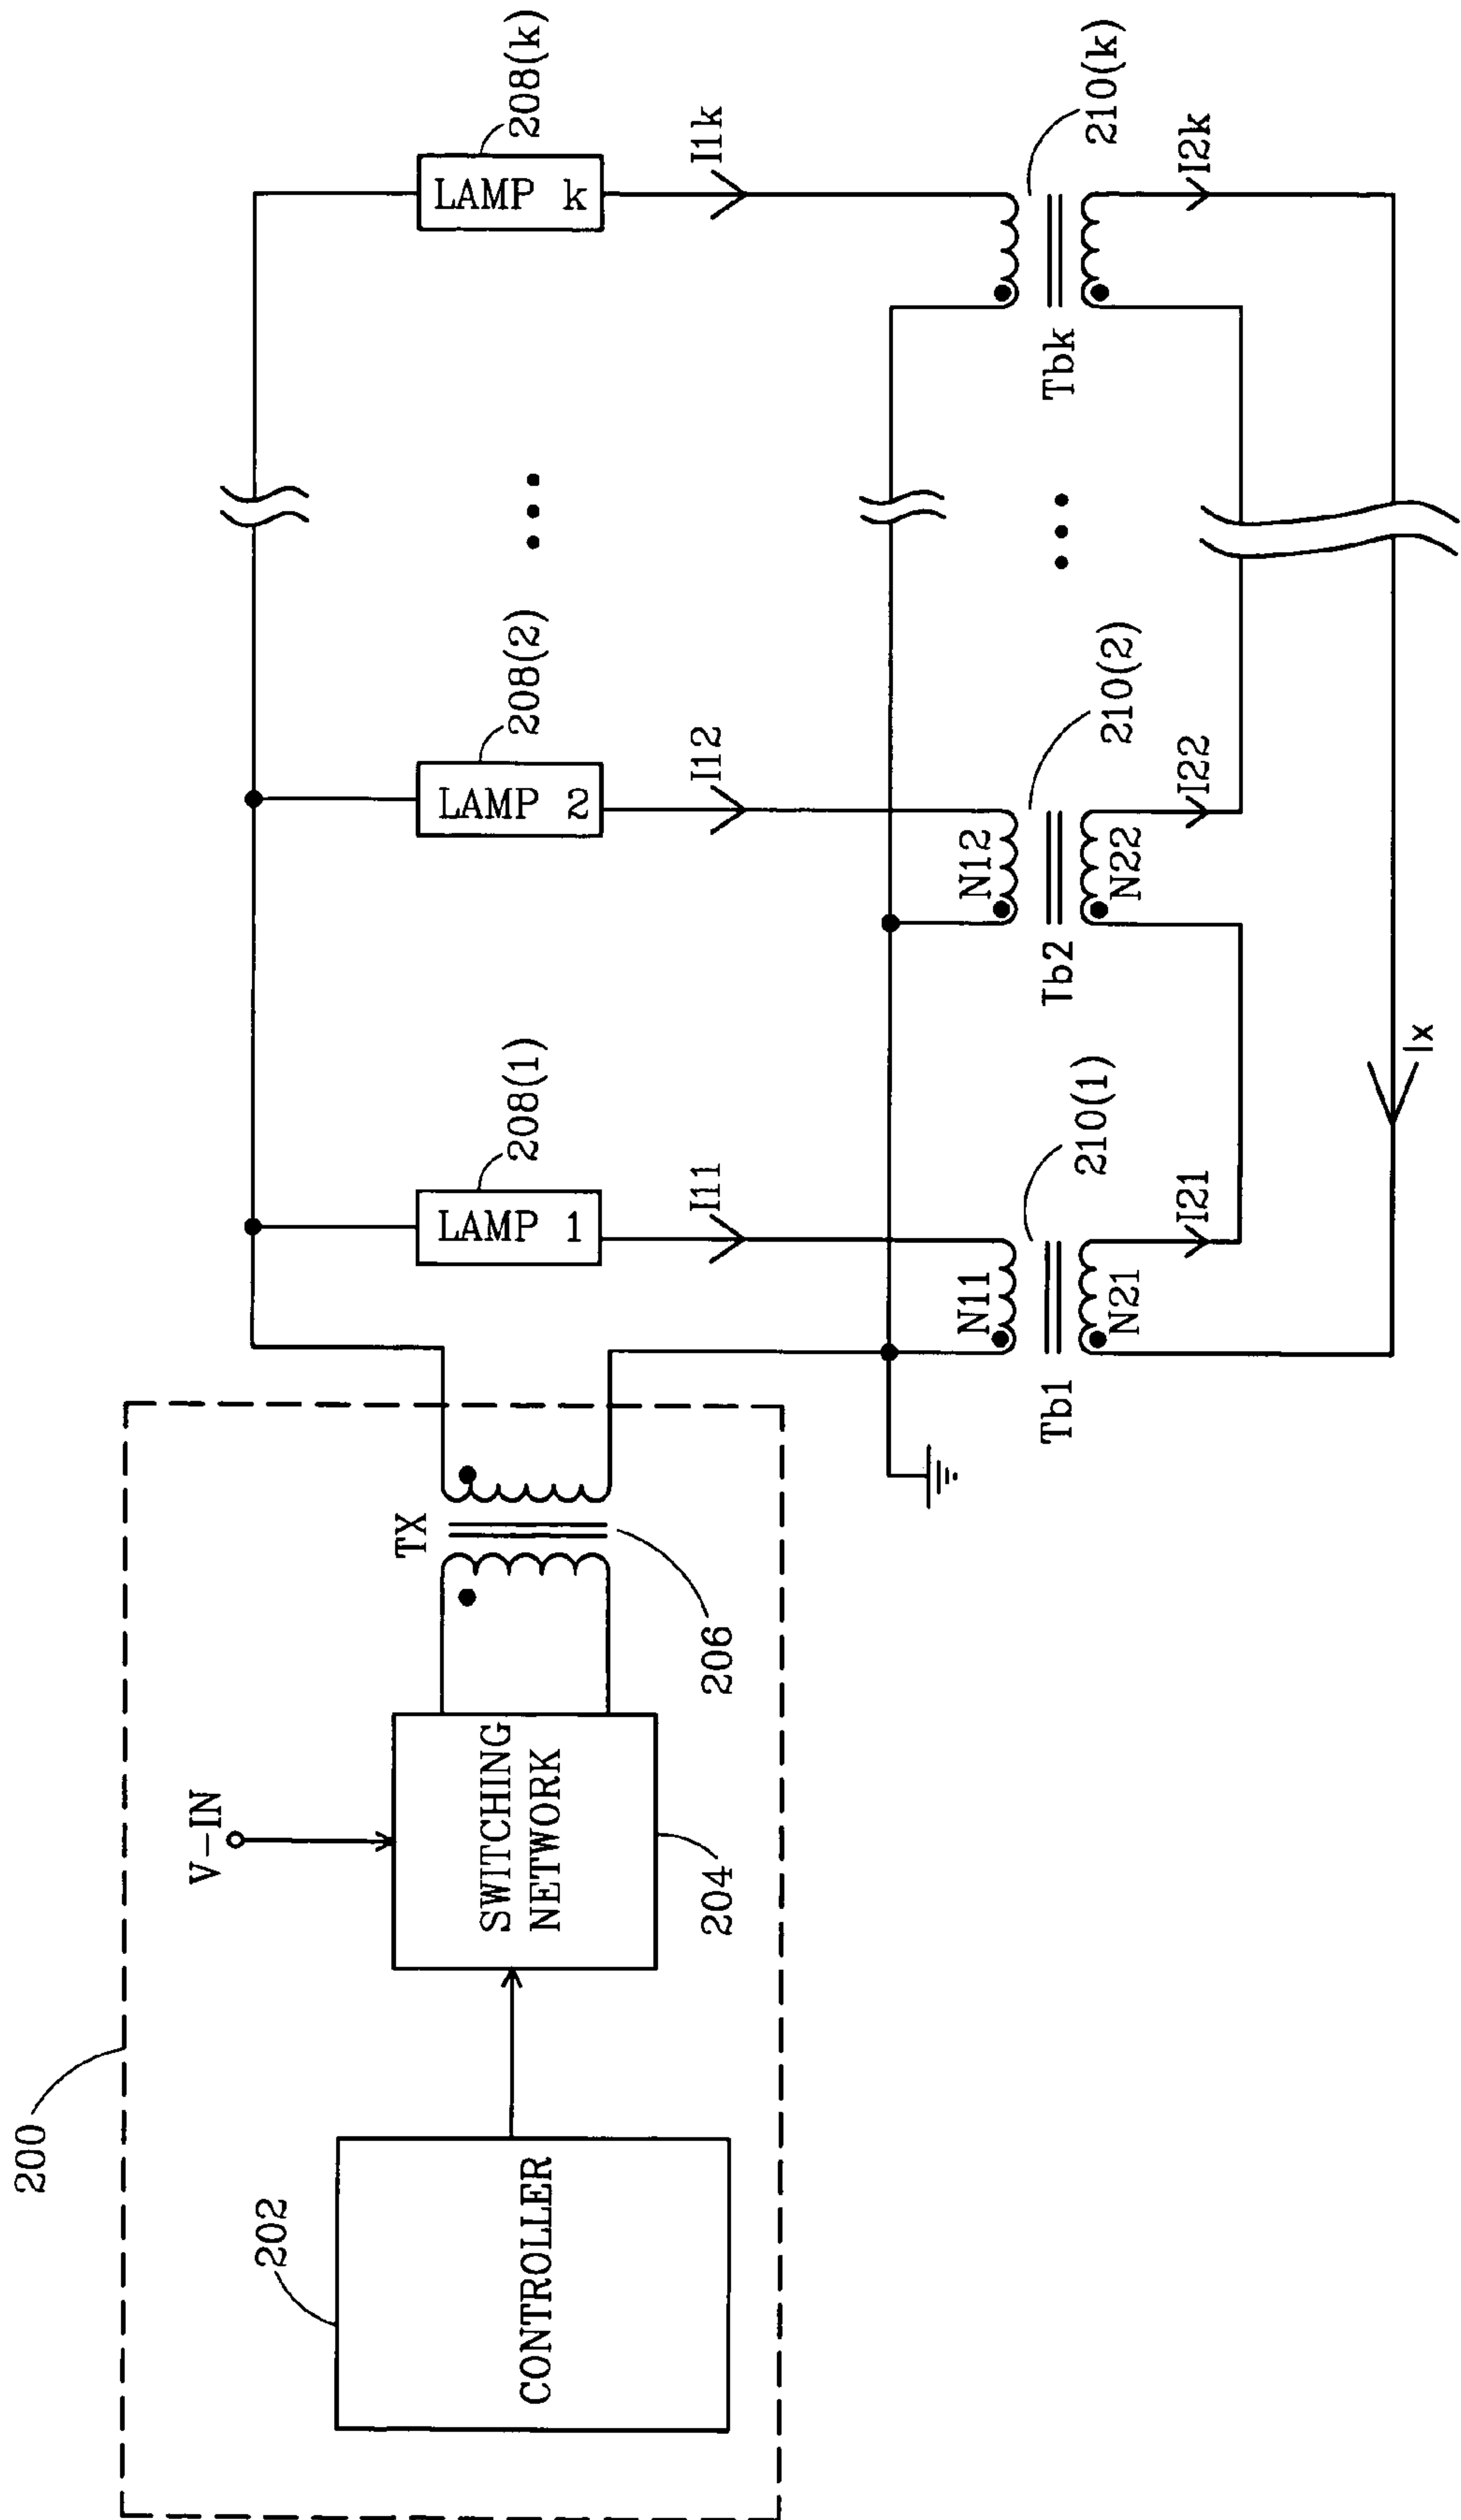 200
202
CONTROLLER
V-IN
SWITCHING
NETWORK
204
TX
206
LAMP 1
208(1)
LAMP 2
208(2)
LAMP k
208(k)
I11
I12
I1k
N11
N12
Tb1
210(1)
Tb2
210(2)
Tbk
210(k)
N21
N22
I21
I22
I2k
Ix